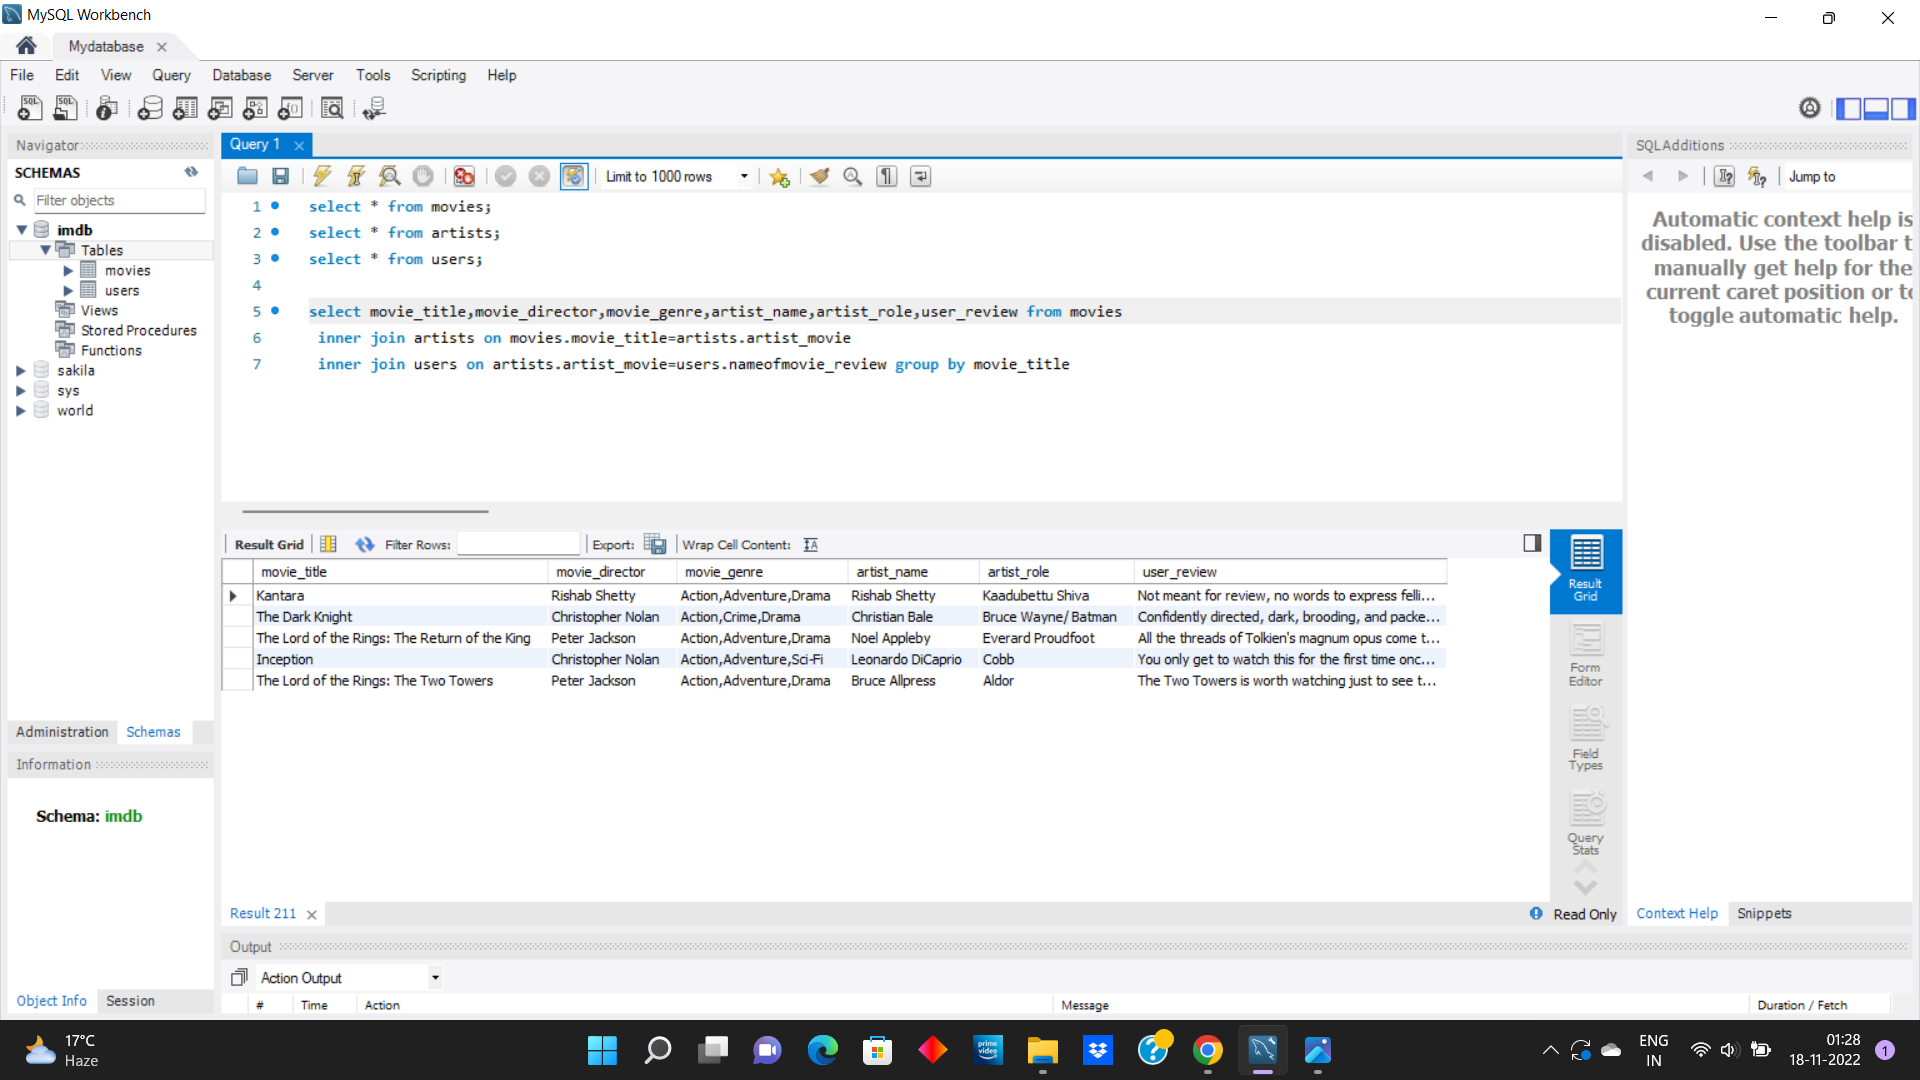 MySQL Workbench
Mydatabase
File Edit View Query Database Server Tools Scripting Help
Navigator
SCHEMAS
Filter objects
imdb
Tables
movies
users
Views
Stored Procedures
Functions
sakila
sys
world
Administration Schemas
Information
Schema: imdb
Object Info Session
Query 1
Limit to 1000 rows
1 select * from movies;
2 select * from artists;
3 select * from users;
4
5 select movie_title,movie_director,movie_genre,artist_name,artist_role,user_review from movies
6 inner join artists on movies.movie_title=artists.artist_movie
7 inner join users on artists.artist_movie=users.nameofmovie_review group by movie_title
Result Grid Filter Rows: Export: Wrap Cell Content:
movie_title movie_director movie_genre artist_name artist_role user_review
Kantara Rishab Shetty Action,Adventure,Drama Rishab Shetty Kaadubettu Shiva Not meant for review, no words to express felli...
The Dark Knight Christopher Nolan Action,Crime,Drama Christian Bale Bruce Wayne/ Batman Confidently directed, dark, brooding, and packe...
The Lord of the Rings: The Return of the King Peter Jackson Action,Adventure,Drama Noel Appleby Everard Proudfoot All the threads of Tolkien's magnum opus come t...
Inception Christopher Nolan Action,Adventure,Sci-Fi Leonardo DiCaprio Cobb You only get to watch this for the first time onc...
The Lord of the Rings: The Two Towers Peter Jackson Action,Adventure,Drama Bruce Allpress Aldor The Two Towers is worth watching just to see t...
Result
Grid
Form
Editor
Field
Types
Query
Stats
Result 211
Read Only
Output
Action Output
# Time Action Message Duration / Fetch
SQLAdditions
Jump to
Automatic context help is
disabled. Use the toolbar t
manually get help for the
current caret position or to
toggle automatic help.
Context Help Snippets
17°C
Haze
prime
video
ENG
IN
01:28
18-11-2022
1